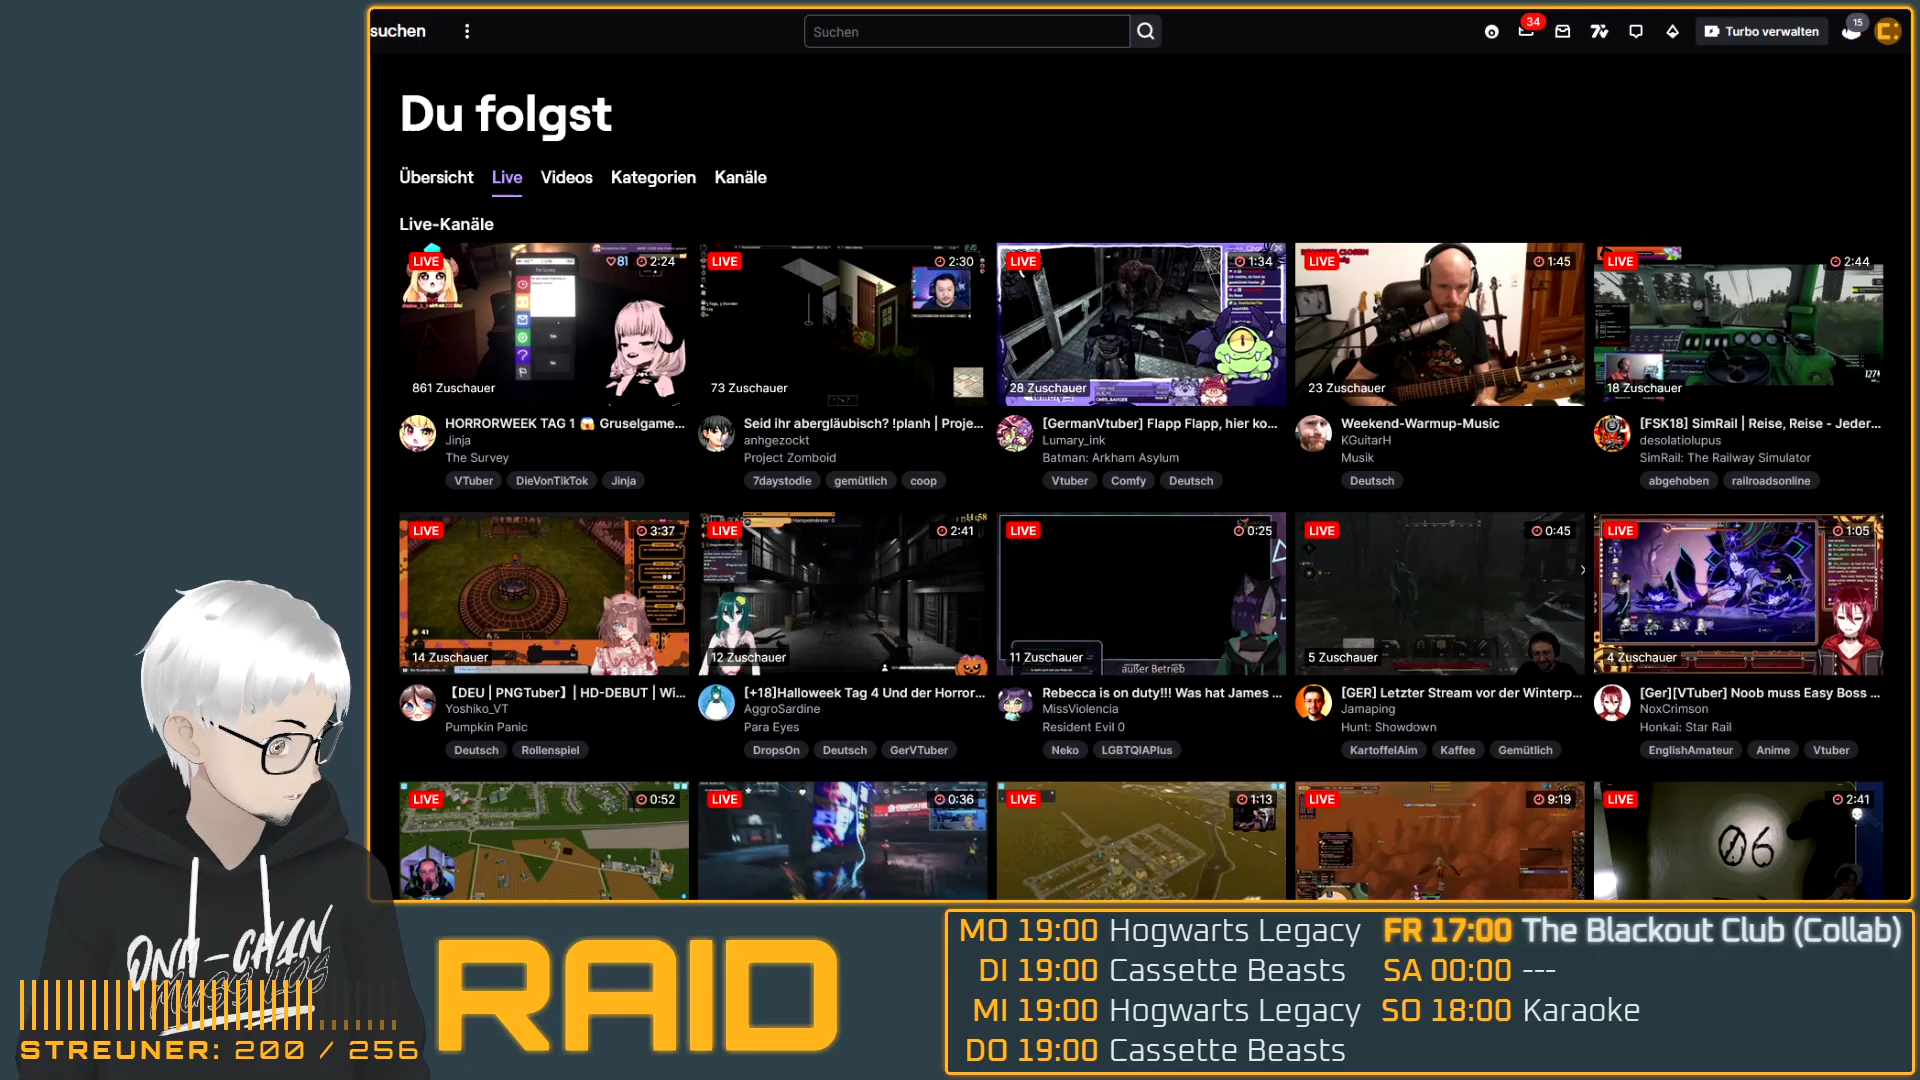 suchen
Suchen
34
Turbo verwalten
15
Du folgst
Übersicht Live Videos Kategorien Kanäle
Live-Kanäle
LIVE 81 2:24
861 Zuschauer
HORRORWEEK TAG 1 😱 Gruselgame...
Jinja
The Survey
VTuber DieVonTikTok Jinja
LIVE 2:30
73 Zuschauer
Seid ihr abergläubisch? !planh | Proje...
anhgezockt
Project Zomboid
7daystodie gemütlich coop
LIVE 1:34
28 Zuschauer
[GermanVtuber] Flapp Flapp, hier ko...
Lumary_ink
Batman: Arkham Asylum
Vtuber Comfy Deutsch
LIVE 1:45
23 Zuschauer
Weekend-Warmup-Music
KGuitarH
Musik
Deutsch
LIVE 2:44
18 Zuschauer
[FSK18] SimRail | Reise, Reise - Jeder...
desolatiolupus
SimRail: The Railway Simulator
abgehoben railroadsonline
LIVE 3:37
41
14 Zuschauer
【DEU | PNGTuber】 | HD-DEBUT | Wi...
Yoshiko_VT
Pumpkin Panic
Deutsch Rollenspiel
LIVE 2:41
12 Zuschauer
[+18]Halloweek Tag 4 Und der Horror...
AggroSardine
Para Eyes
DropsOn Deutsch GerVTuber
LIVE 0:25
außer Betrieb
11 Zuschauer
Rebecca is on duty!!! Was hat James ...
MissViolencia
Resident Evil 0
Neko LGBTQIAPlus
LIVE 0:45
5 Zuschauer
[GER] Letzter Stream vor der Winterp...
Jamaping
Hunt: Showdown
KartoffelAim Kaffee Gemütlich
LIVE 1:05
4 Zuschauer
[Ger][VTuber] Noob muss Easy Boss ...
NoxCrimson
Honkai: Star Rail
EnglishAmateur Anime Vtuber
LIVE 0:52
LIVE 0:36
LIVE 1:13
LIVE 9:19
LIVE 2:41
06
STREUNER: 200 / 256
RAID
MO 19:00 Hogwarts Legacy
DI 19:00 Cassette Beasts
MI 19:00 Hogwarts Legacy
DO 19:00 Cassette Beasts
FR 17:00 The Blackout Club (Collab)
SA 00:00 ---
SO 18:00 Karaoke